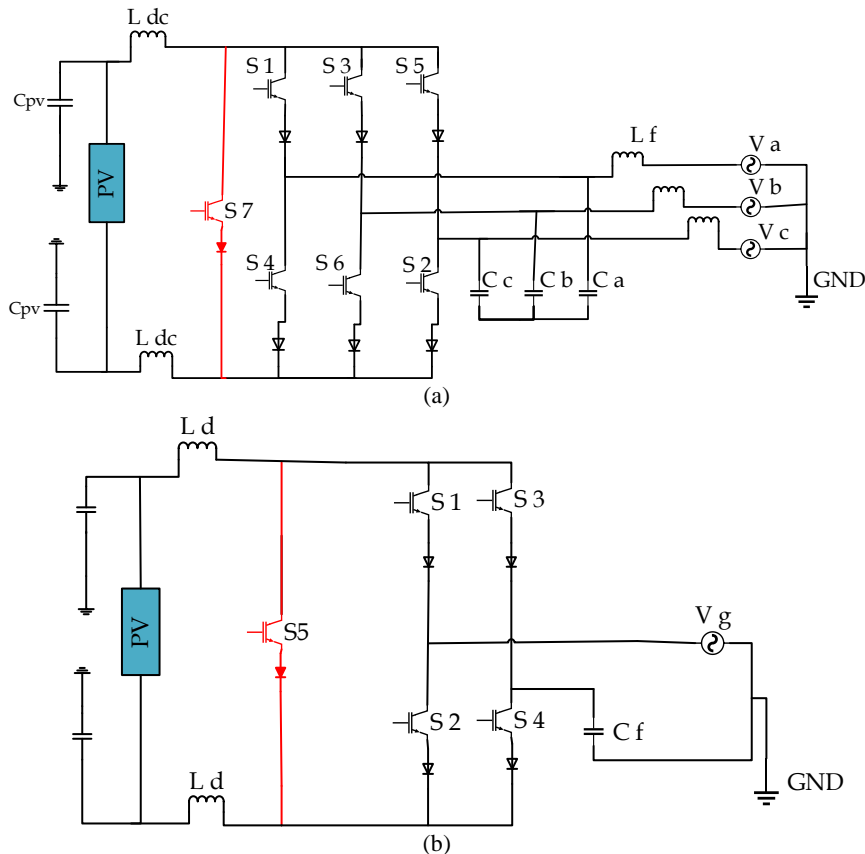 L dc
S 1
S 3
S 5
Cpv
L f
V a
PV
V b
S 7
V c
S 4
S 6
S 2
C c
C b
C a
GND
Cpv
L dc
(a)
L d
S 1
S 3
PV
S5
V g
S 2
S 4
C f
L d
GND
(b)